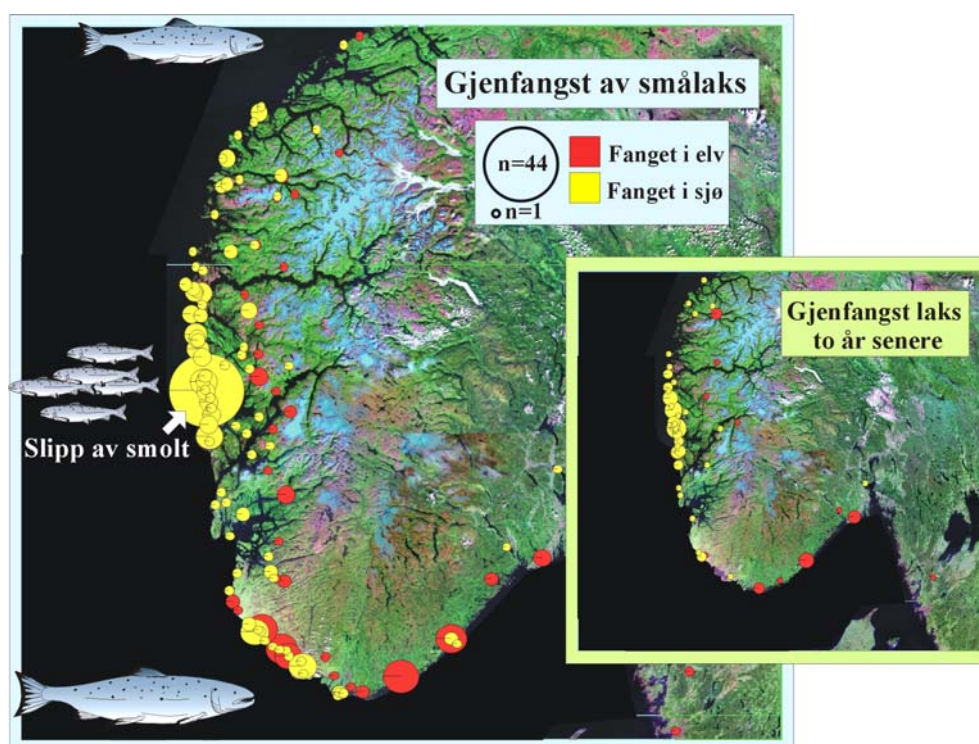 Gjenfangst av smålaks
n=44
n=1
Fanget i elv
Fanget i sjø
Gjenfangst laks
to år senere
Slipp av smolt